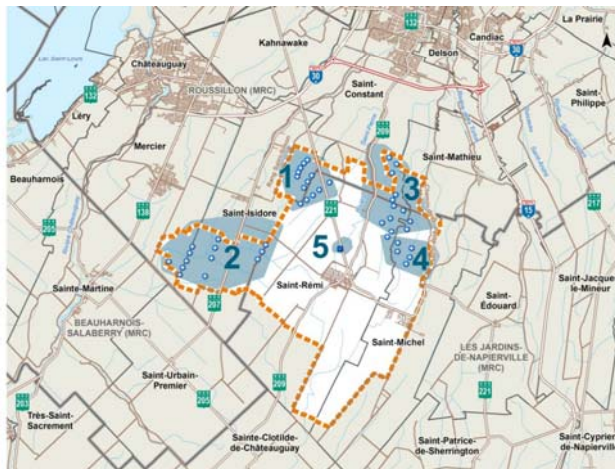 La Prairie
132
Candiac
Kahnawake
Delson
30
Châteauguay
30
Saint-
Constant
ROUSSILLON (MRC)
Saint-
Philippe
132
Léry
209
Mercier
Saint-Mathieu
1
3
Beauharnois
138
221
15
217
205
Saint-Isidore
5
2
4
Saint-Jacques-
le-Mineur
Sainte-Martine
Saint-Rémi
207
Saint-
Édouard
BEAUHARNOIS-
SALABERRY (MRC)
Saint-Michel
LES JARDINS-
DE-NAPIERVILLE
(MRC)
Saint-Urbain-
Premier
209
221
205
203
Très-Saint-
Sacrement
Sainte-Clotilde-
de-Châteauguay
Saint-Patrice-
de-Sherrington
Saint-Cyprien-
de-Napierville